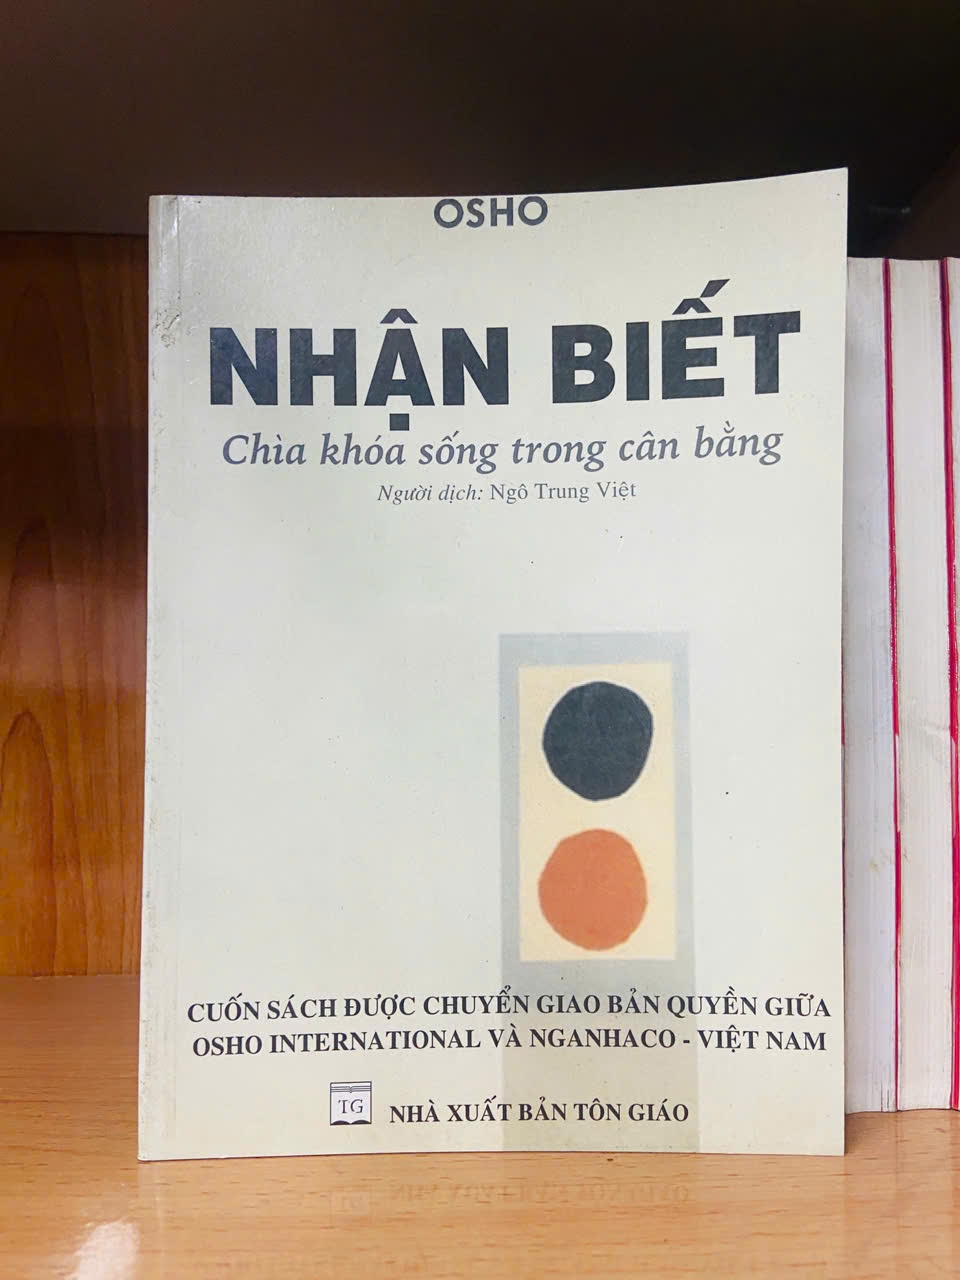 OSHO
NHẬN BIẾT
Chìa khóa sống trong cân bằng
Người dịch: Ngô Trung Việt
CUỐN SÁCH ĐƯỢC CHUYỂN GIAO BẢN QUYỀN GIỮA
OSHO INTERNATIONAL VÀ NGANHACO - VIỆT NAM
TG
NHÀ XUẤT BẢN TÔN GIÁO